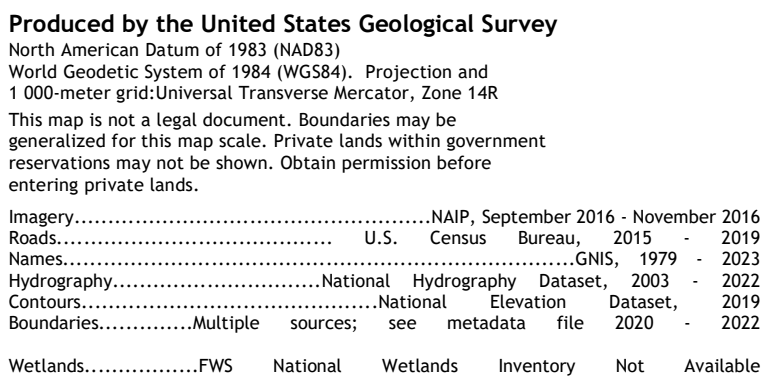 Produced by the United States Geological Survey
North American Datum of 1983 (NAD83)
World Geodetic System of 1984 (WGS84). Projection and
1 000-meter grid:Universal Transverse Mercator, Zone 14R
This map is not a legal document. Boundaries may be
generalized for this map scale. Private lands within government
reservations may not be shown. Obtain permission before
entering private lands.
Imagery............................................NAIP, September 2016 - November 2016
Roads.................................. U.S. Census Bureau, 2015 - 2019
Names...............................................................GNIS, 1979 - 2023
Hydrography..........................National Hydrography Dataset, 2003 - 2022
Contours.....................................National Elevation Dataset, 2019
Boundaries..............Multiple sources; see metadata file 2020 - 2022
Wetlands.................FWS National Wetlands Inventory Not Available